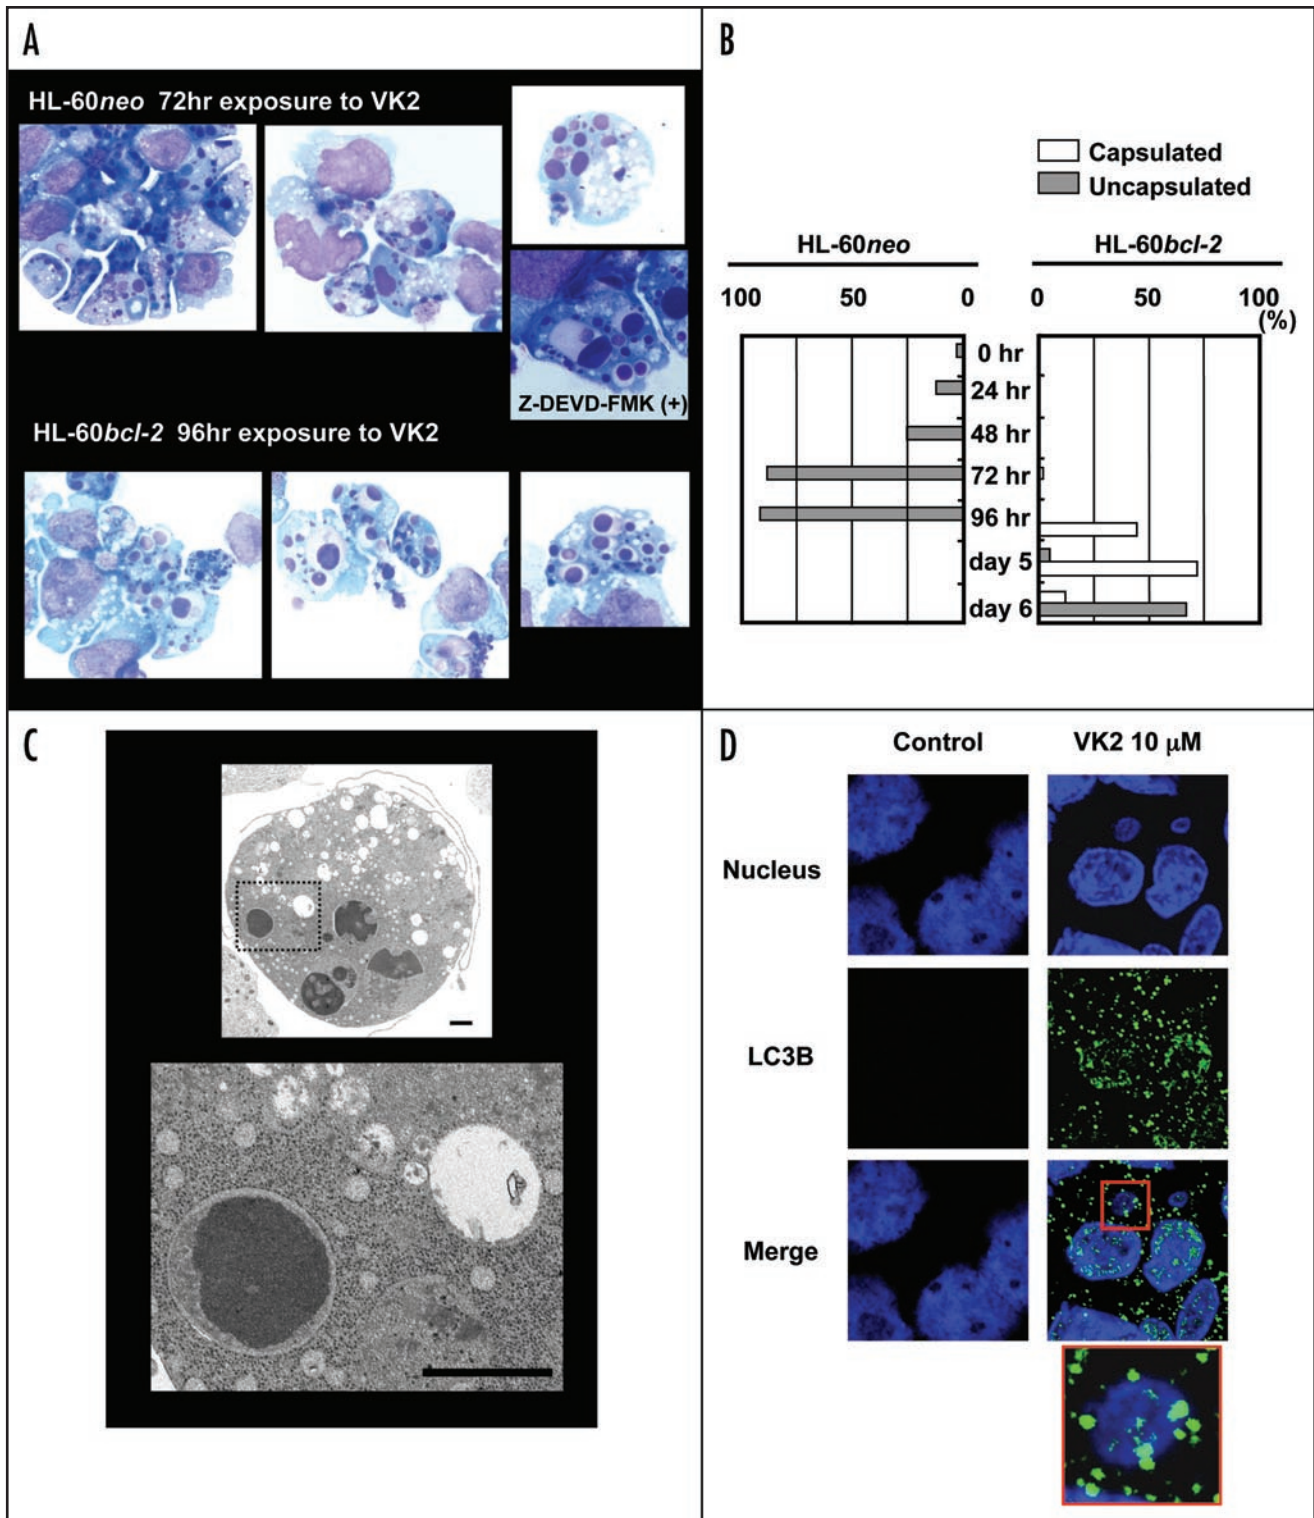 A
HL-60neo 72hr exposure to VK2
Z-DEVD-FMK (+)
HL-60bcl-2 96hr exposure to VK2
B
Capsulated
Uncapsulated
HL-60neo HL-60bcl-2
100 50 0 0 50 100
(%)
0 hr
24 hr
48 hr
72 hr
96 hr
day 5
day 6
C
D
Control VK2 10 μM
Nucleus
LC3B
Merge